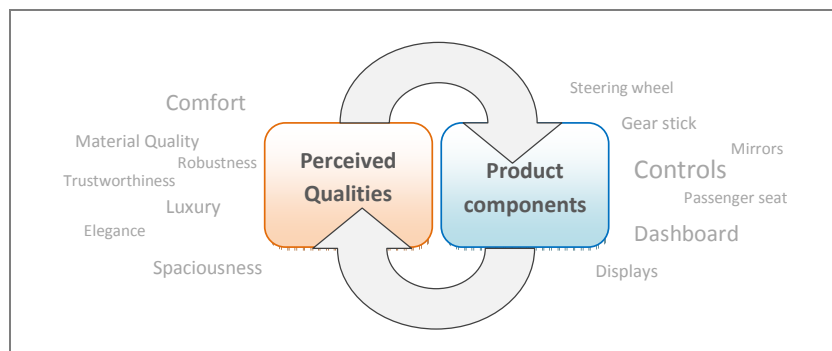 Comfort
Material Quality
Robustness
Trustworthiness
Luxury
Elegance
Spaciousness
Perceived
Qualities
Product
components
Steering wheel
Gear stick
Mirrors
Controls
Passenger seat
Dashboard
Displays